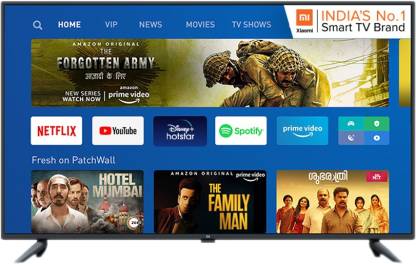 mi
Xiaomi
INDIA'S No.1
Smart TV Brand
HOME VIP NEWS MOVIES TV SHOWS
AMAZON ORIGINAL
THE
FORGOTTEN ARMY
आज़ादी के लिए
NEW SERIES
WATCH NOW
amazon
prime video
NETFLIX
YouTube
Disney+
hotstar
Spotify
prime video
Fresh on PatchWall
HOTEL
MUMBAI
AMAZON ORIGINAL
prime video
THE
FAMILY
MAN
ശുഭരാത്രി